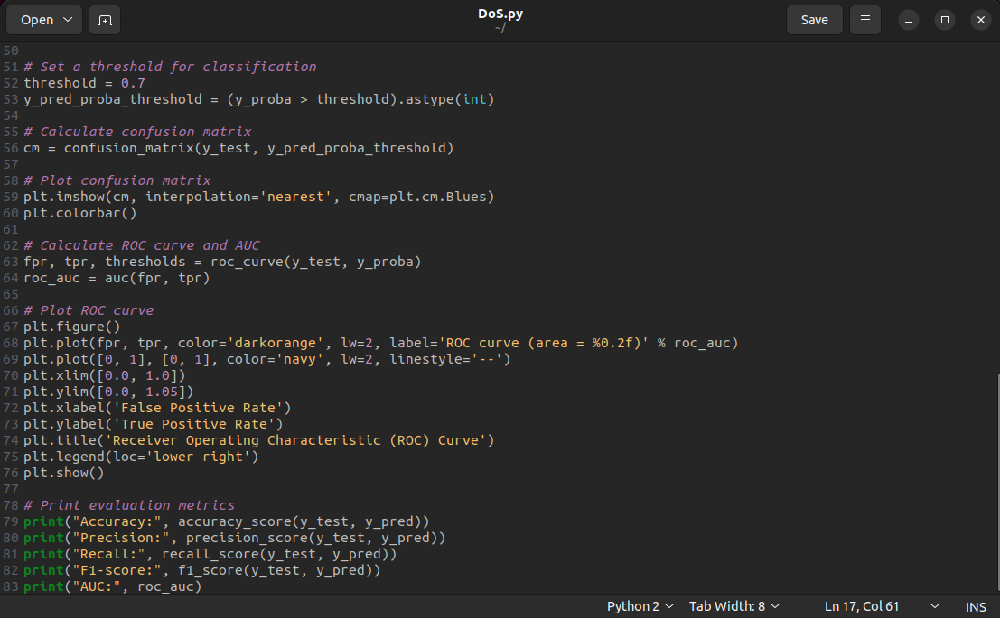 Open
DoS.py
~/
Save
50
51 # Set a threshold for classification
52 threshold = 0.7
53 y_pred_proba_threshold = (y_proba > threshold).astype(int)
54
55 # Calculate confusion matrix
56 cm = confusion_matrix(y_test, y_pred_proba_threshold)
57
58 # Plot confusion matrix
59 plt.imshow(cm, interpolation='nearest', cmap=plt.cm.Blues)
60 plt.colorbar()
61
62 # Calculate ROC curve and AUC
63 fpr, tpr, thresholds = roc_curve(y_test, y_proba)
64 roc_auc = auc(fpr, tpr)
65
66 # Plot ROC curve
67 plt.figure()
68 plt.plot(fpr, tpr, color='darkorange', lw=2, label='ROC curve (area = %0.2f)' % roc_auc)
69 plt.plot([0, 1], [0, 1], color='navy', lw=2, linestyle='--')
70 plt.xlim([0.0, 1.0])
71 plt.ylim([0.0, 1.05])
72 plt.xlabel('False Positive Rate')
73 plt.ylabel('True Positive Rate')
74 plt.title('Receiver Operating Characteristic (ROC) Curve')
75 plt.legend(loc='lower right')
76 plt.show()
77
78 # Print evaluation metrics
79 print("Accuracy:", accuracy_score(y_test, y_pred))
80 print("Precision:", precision_score(y_test, y_pred))
81 print("Recall:", recall_score(y_test, y_pred))
82 print("F1-score:", f1_score(y_test, y_pred))
83 print("AUC:", roc_auc)
Python 2 Tab Width: 8 Ln 17, Col 61 INS